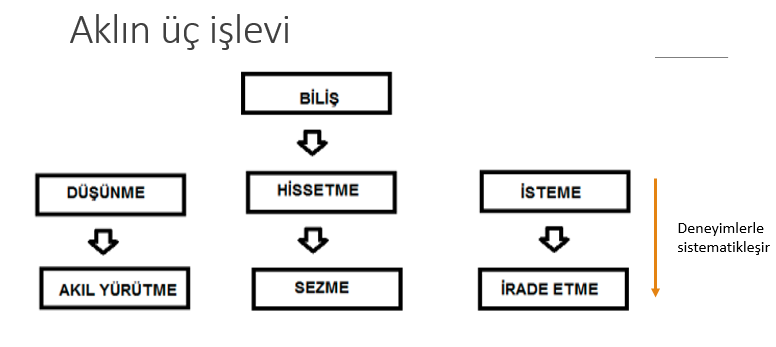 Aklın üç işlevi
BİLİŞ
DÜŞÜNME
HİSSETME
İSTEME
Deneyimlerle
sistematikleşir
AKIL YÜRÜTME
SEZME
İRADE ETME